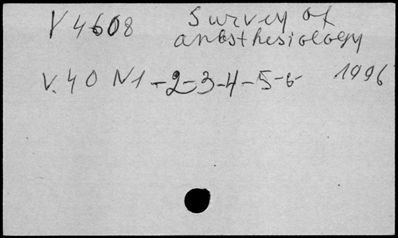 V 4608 Survey of
anesthesiology
V. 40 N1-2-3-4-5-6- 1996